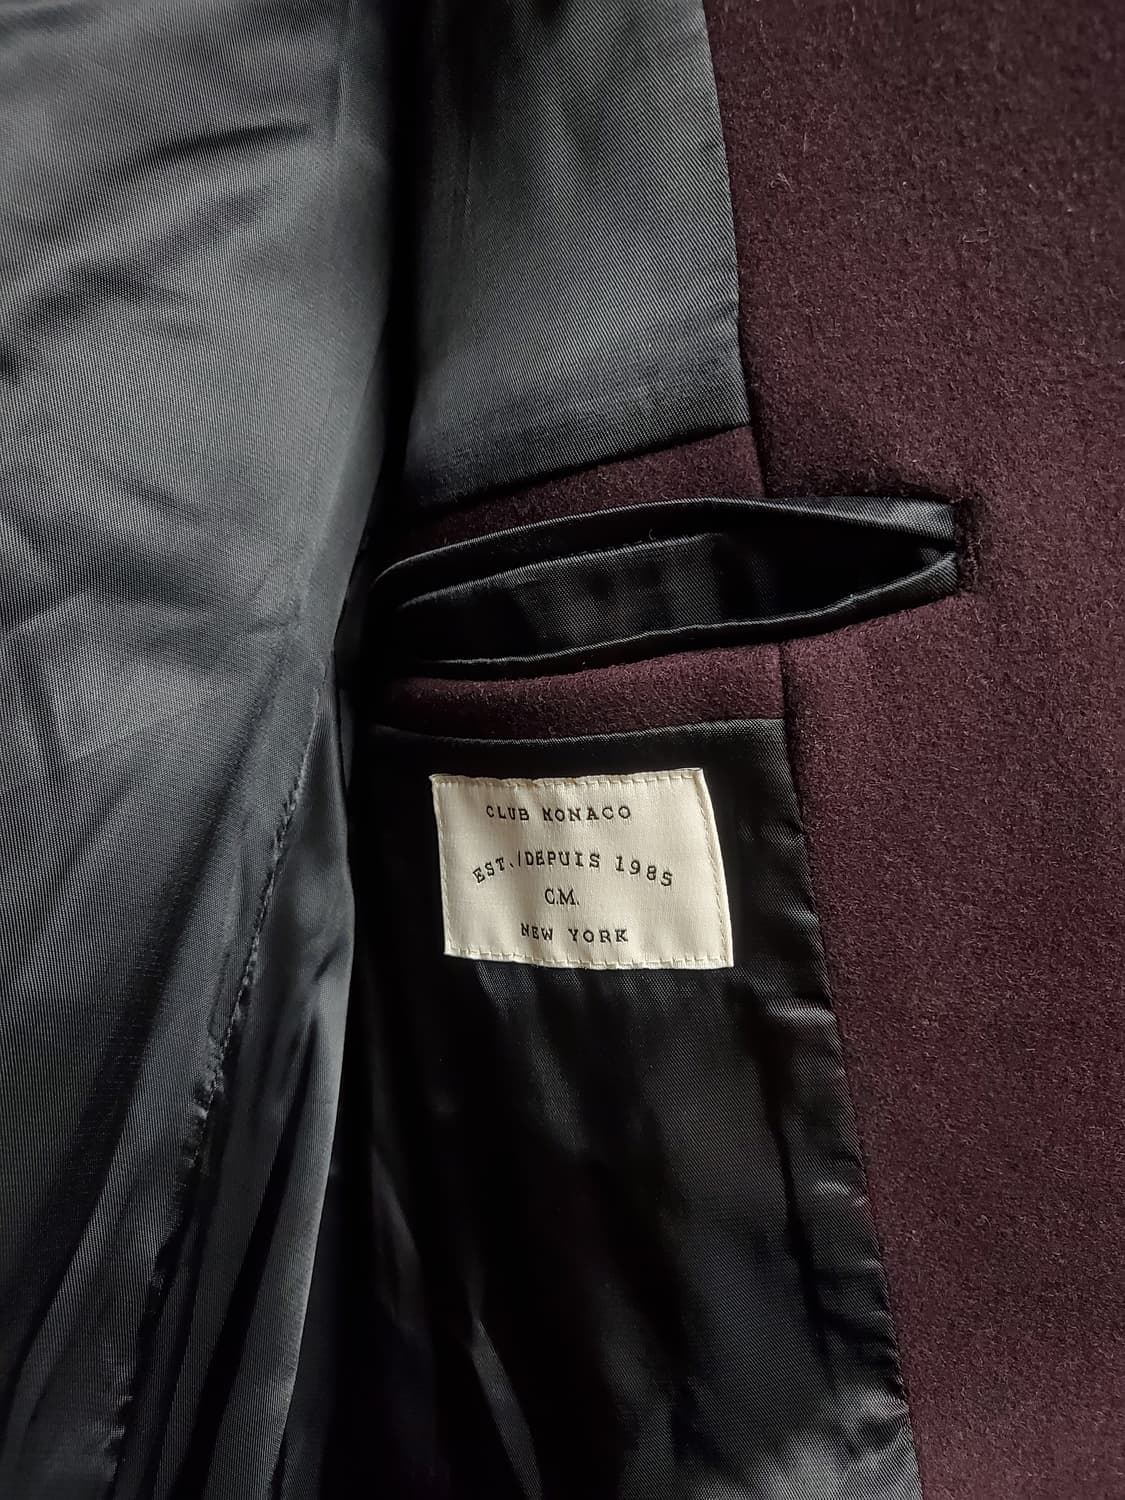 CLUB MONACO
EST./DEPUIS 1985
C.M.
NEW YORK